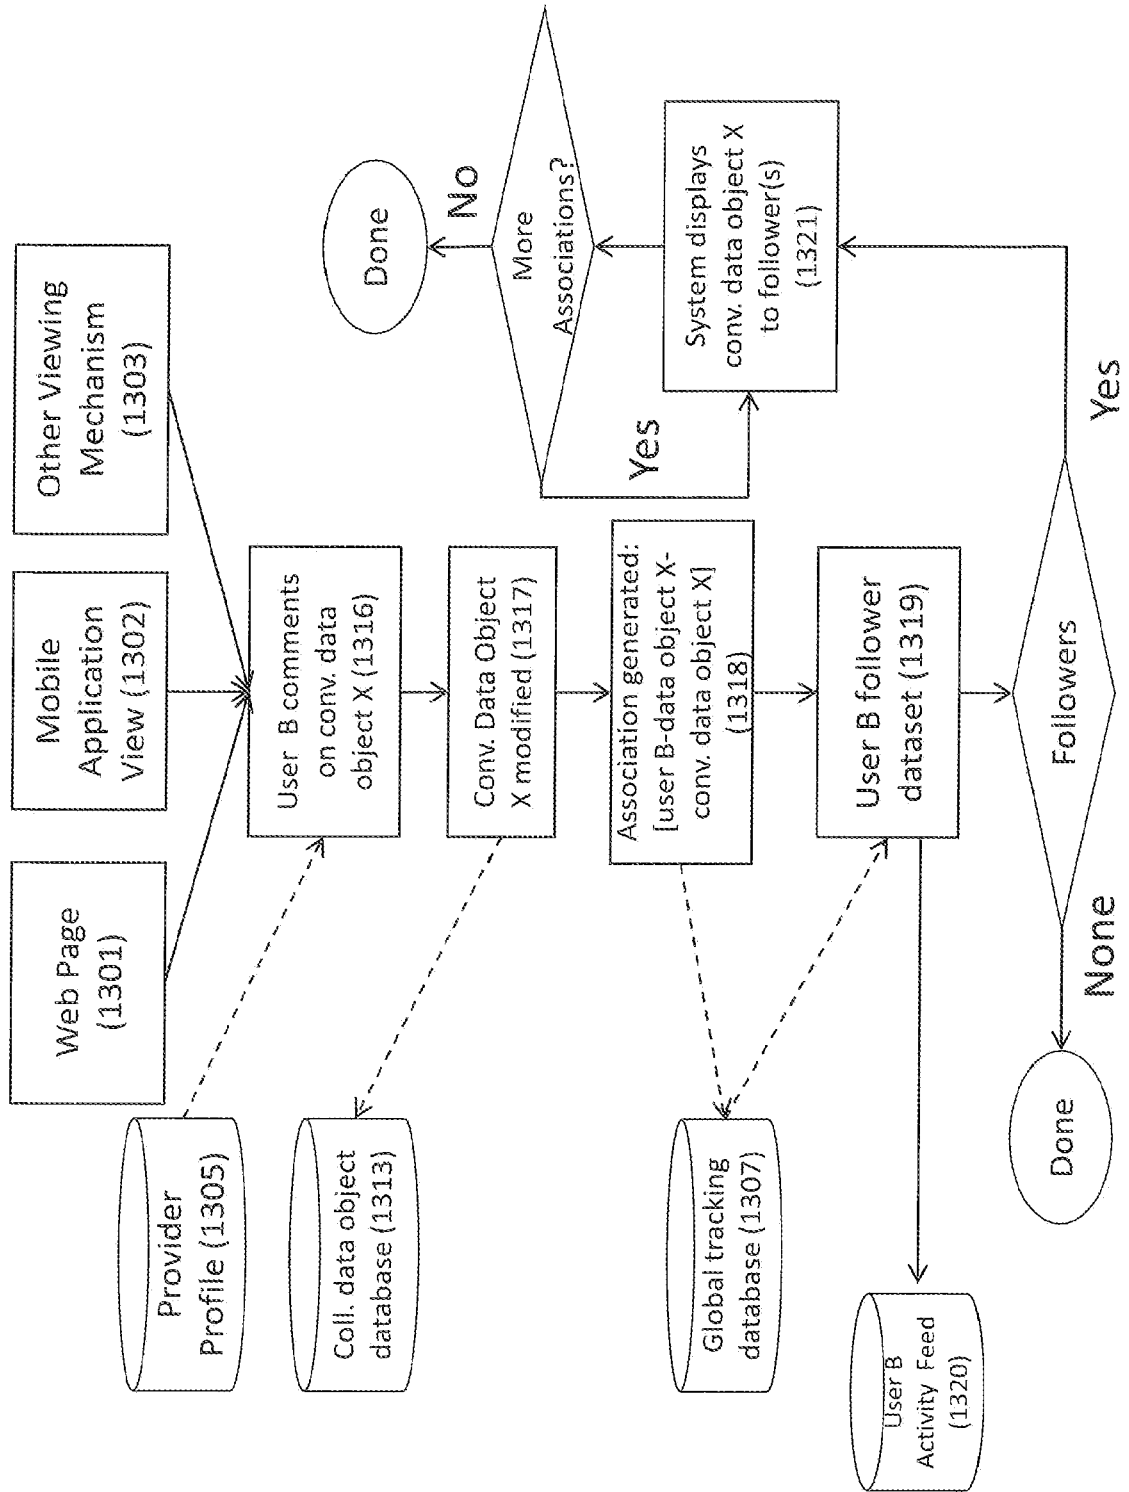 Web Page
(1301)
Mobile
Application
View (1302)
Other Viewing
Mechanism
(1303)
Provider
Profile (1305)
User B comments
on conv. data
object X (1316)
Coll. data object
database (1313)
Conv. Data Object
X modified (1317)
Association generated:
[user B-data object X-
conv. data object X]
(1318)
Global tracking
database (1307)
User B follower
dataset (1319)
User B
Activity Feed
(1320)
Followers
None
Done
Yes
System displays
conv. data object X
to follower(s)
(1321)
More
Associations?
Yes
No
Done